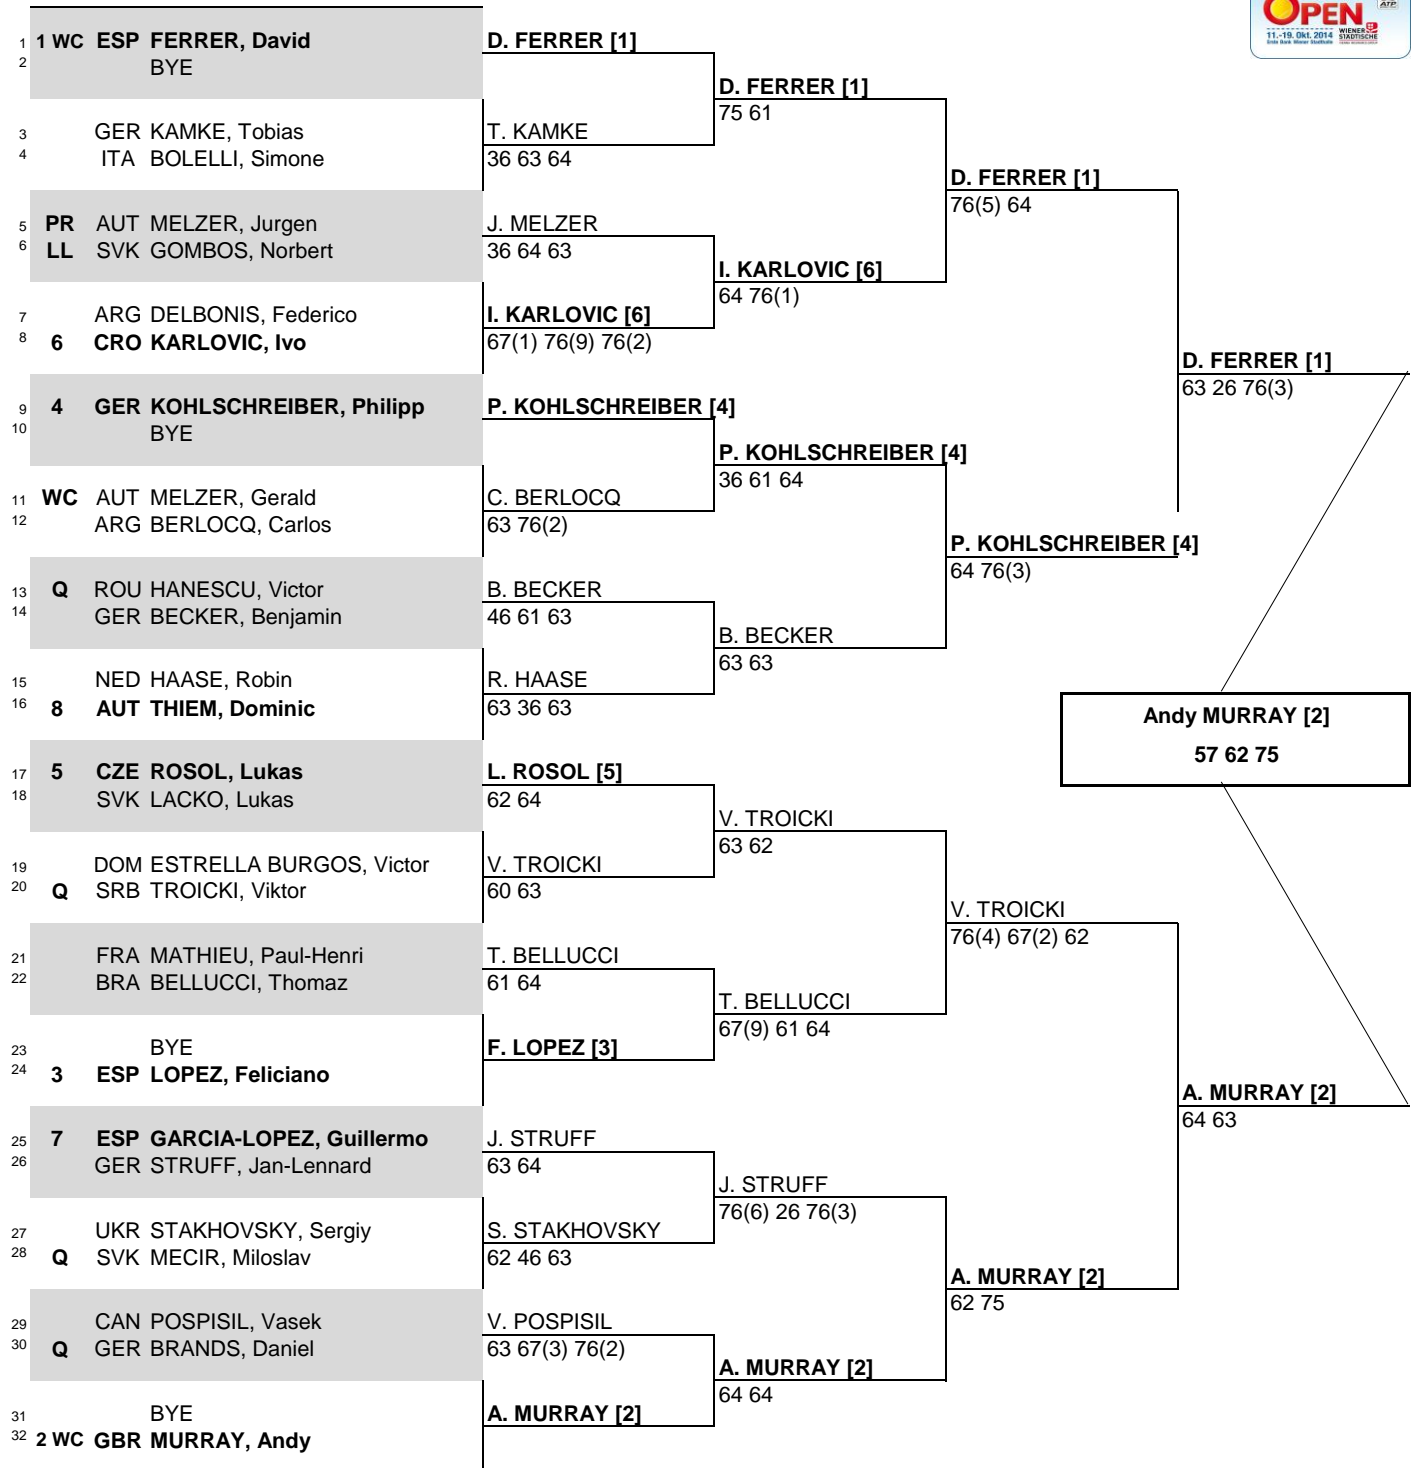 OPEN
ATP
11.-19. Okt. 2014 WIENER STÄDTISCHE
Erste Bank Wiener Stadthalle
1 1 WC ESP FERRER, David
2 BYE
3 GER KAMKE, Tobias
4 ITA BOLELLI, Simone
5 PR AUT MELZER, Jurgen
6 LL SVK GOMBOS, Norbert
7 ARG DELBONIS, Federico
8 6 CRO KARLOVIC, Ivo
9 4 GER KOHLSCHREIBER, Philipp
10 BYE
11 WC AUT MELZER, Gerald
12 ARG BERLOCQ, Carlos
13 Q ROU HANESCU, Victor
14 GER BECKER, Benjamin
15 NED HAASE, Robin
16 8 AUT THIEM, Dominic
17 5 CZE ROSOL, Lukas
18 SVK LACKO, Lukas
19 DOM ESTRELLA BURGOS, Victor
20 Q SRB TROICKI, Viktor
21 FRA MATHIEU, Paul-Henri
22 BRA BELLUCCI, Thomaz
23 BYE
24 3 ESP LOPEZ, Feliciano
25 7 ESP GARCIA-LOPEZ, Guillermo
26 GER STRUFF, Jan-Lennard
27 UKR STAKHOVSKY, Sergiy
28 Q SVK MECIR, Miloslav
29 CAN POSPISIL, Vasek
30 Q GER BRANDS, Daniel
31 BYE
32 2 WC GBR MURRAY, Andy
D. FERRER [1]
T. KAMKE
36 63 64
J. MELZER
36 64 63
I. KARLOVIC [6]
67(1) 76(9) 76(2)
P. KOHLSCHREIBER [4]
C. BERLOCQ
63 76(2)
B. BECKER
46 61 63
R. HAASE
63 36 63
L. ROSOL [5]
62 64
V. TROICKI
60 63
T. BELLUCCI
61 64
F. LOPEZ [3]
J. STRUFF
63 64
S. STAKHOVSKY
62 46 63
V. POSPISIL
63 67(3) 76(2)
A. MURRAY [2]
D. FERRER [1]
75 61
I. KARLOVIC [6]
64 76(1)
P. KOHLSCHREIBER [4]
36 61 64
B. BECKER
63 63
V. TROICKI
63 62
T. BELLUCCI
67(9) 61 64
J. STRUFF
76(6) 26 76(3)
A. MURRAY [2]
64 64
D. FERRER [1]
76(5) 64
P. KOHLSCHREIBER [4]
64 76(3)
V. TROICKI
76(4) 67(2) 62
A. MURRAY [2]
62 75
D. FERRER [1]
63 26 76(3)
A. MURRAY [2]
64 63
Andy MURRAY [2]
57 62 75